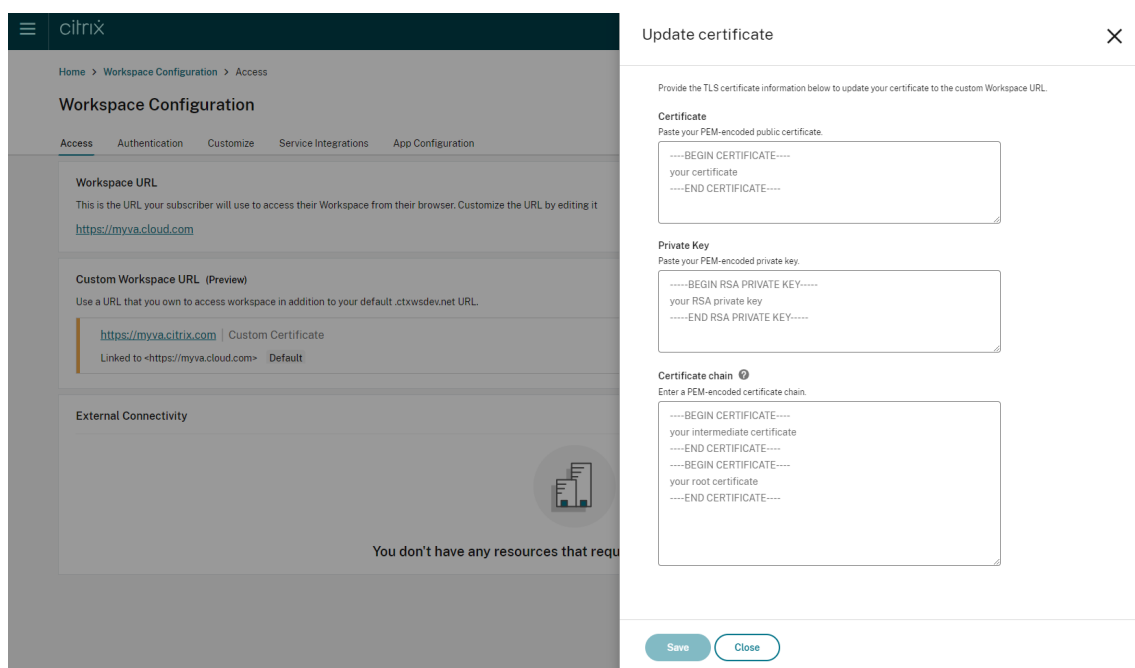 citrix
Home > Workspace Configuration > Access
Workspace Configuration
Access Authentication Customize Service Integrations App Configuration
Workspace URL
This is the URL your subscriber will use to access their Workspace from their browser. Customize the URL by editing it
https://myva.cloud.com
Custom Workspace URL (Preview)
Use a URL that you own to access workspace in addition to your default .ctxwsdev.net URL.
https://myva.citrix.com | Custom Certificate
Linked to <https://myva.cloud.com> Default
External Connectivity
You don't have any resources that requ
Update certificate
Provide the TLS certificate information below to update your certificate to the custom Workspace URL.
Certificate
Paste your PEM-encoded public certificate.
----BEGIN CERTIFICATE----
your certificate
----END CERTIFICATE----
Private Key
Paste your PEM-encoded private key.
-----BEGIN RSA PRIVATE KEY-----
your RSA private key
-----END RSA PRIVATE KEY-----
Certificate chain ?
Enter a PEM-encoded certificate chain.
----BEGIN CERTIFICATE----
your intermediate certificate
----END CERTIFICATE----
----BEGIN CERTIFICATE----
your root certificate
----END CERTIFICATE----
Save Close